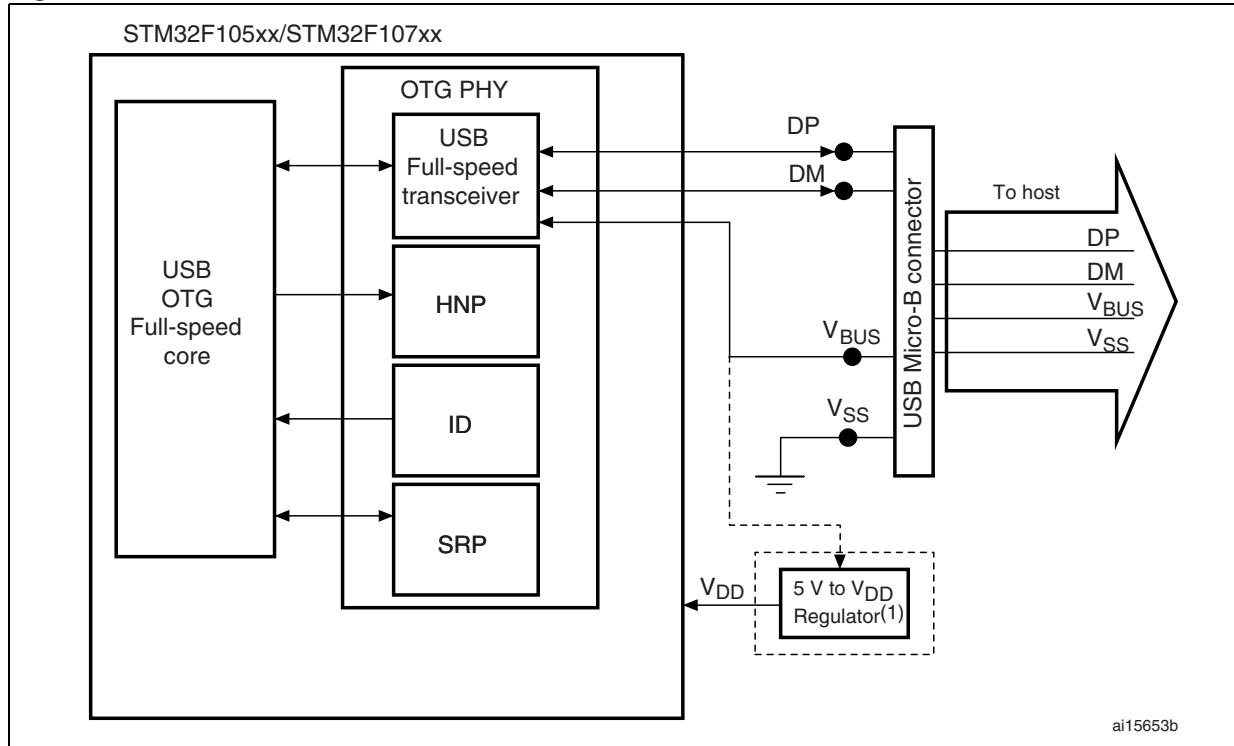 STM32F105xx/STM32F107xx
OTG PHY
USB
Full-speed
transceiver
HNP
ID
SRP
USB
OTG
Full-speed
core
DP
DM
VBUS
VSS
USB Micro-B connector
To host
DP
DM
VBUS
VSS
VDD
5 V to VDD
Regulator(1)
ai15653b